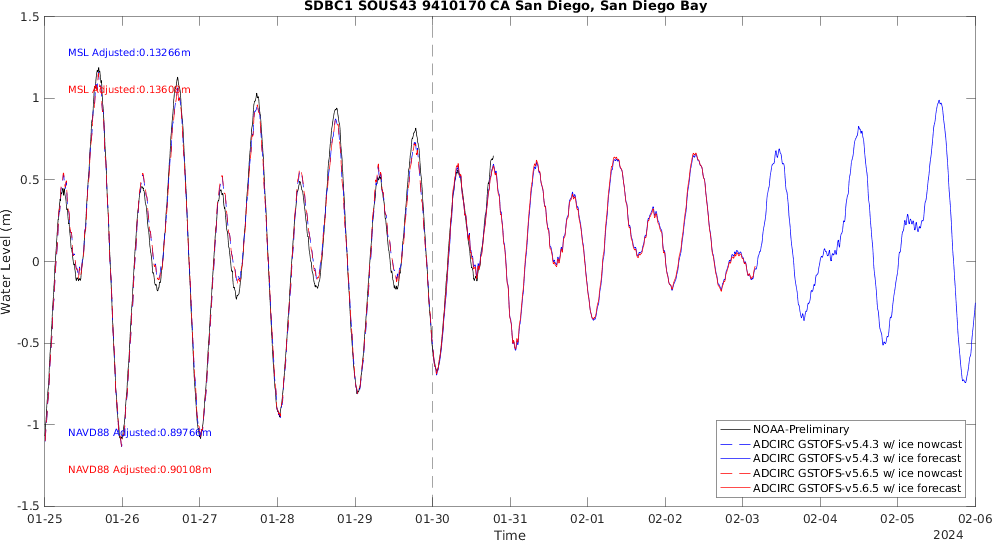 SDBC1 SOUS43 9410170 CA San Diego, San Diego Bay
Water Level (m)
1.5
1
0.5
0
-0.5
-1
-1.5
MSL Adjusted:0.13266m
MSL Adjusted:0.1360 m
NAVD88 Adjusted:0.89766m
NAVD88 Adjusted:0.90108m
NOAA-Preliminary
ADCIRC GSTOFS-v5.4.3 w/ ice nowcast
ADCIRC GSTOFS-v5.4.3 w/ ice forecast
ADCIRC GSTOFS-v5.6.5 w/ ice nowcast
ADCIRC GSTOFS-v5.6.5 w/ ice forecast
01-25 01-26 01-27 01-28 01-29 01-30 01-31 02-01 02-02 02-03 02-04 02-05 02-06
Time
2024